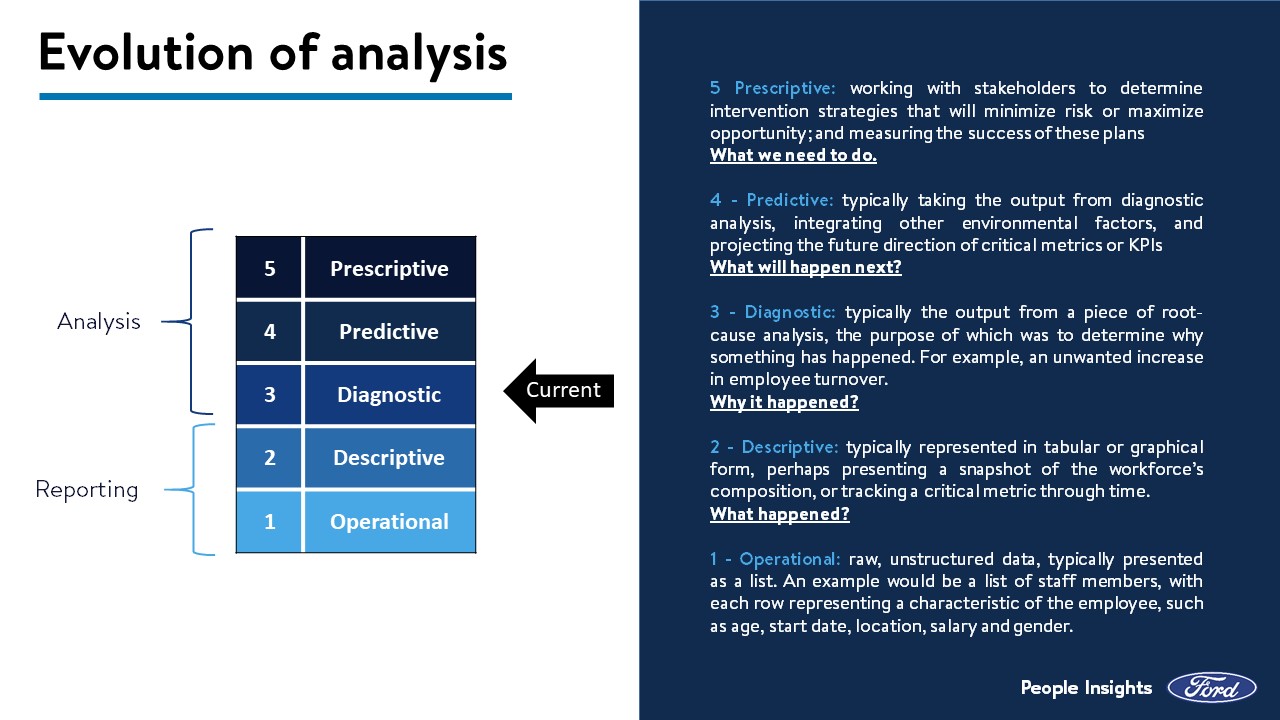 Evolution of analysis
Analysis
Reporting
5 Prescriptive
4 Predictive
3 Diagnostic
2 Descriptive
1 Operational
Current
5 Prescriptive: working with stakeholders to determine
intervention strategies that will minimize risk or maximize
opportunity; and measuring the success of these plans
What we need to do.
4 - Predictive: typically taking the output from diagnostic
analysis, integrating other environmental factors, and
projecting the future direction of critical metrics or KPIs
What will happen next?
3 - Diagnostic: typically the output from a piece of root-
cause analysis, the purpose of which was to determine why
something has happened. For example, an unwanted increase
in employee turnover.
Why it happened?
2 - Descriptive: typically represented in tabular or graphical
form, perhaps presenting a snapshot of the workforce's
composition, or tracking a critical metric through time.
What happened?
1 - Operational: raw, unstructured data, typically presented
as a list. An example would be a list of staff members, with
each row representing a characteristic of the employee, such
as age, start date, location, salary and gender.
People Insights
Ford